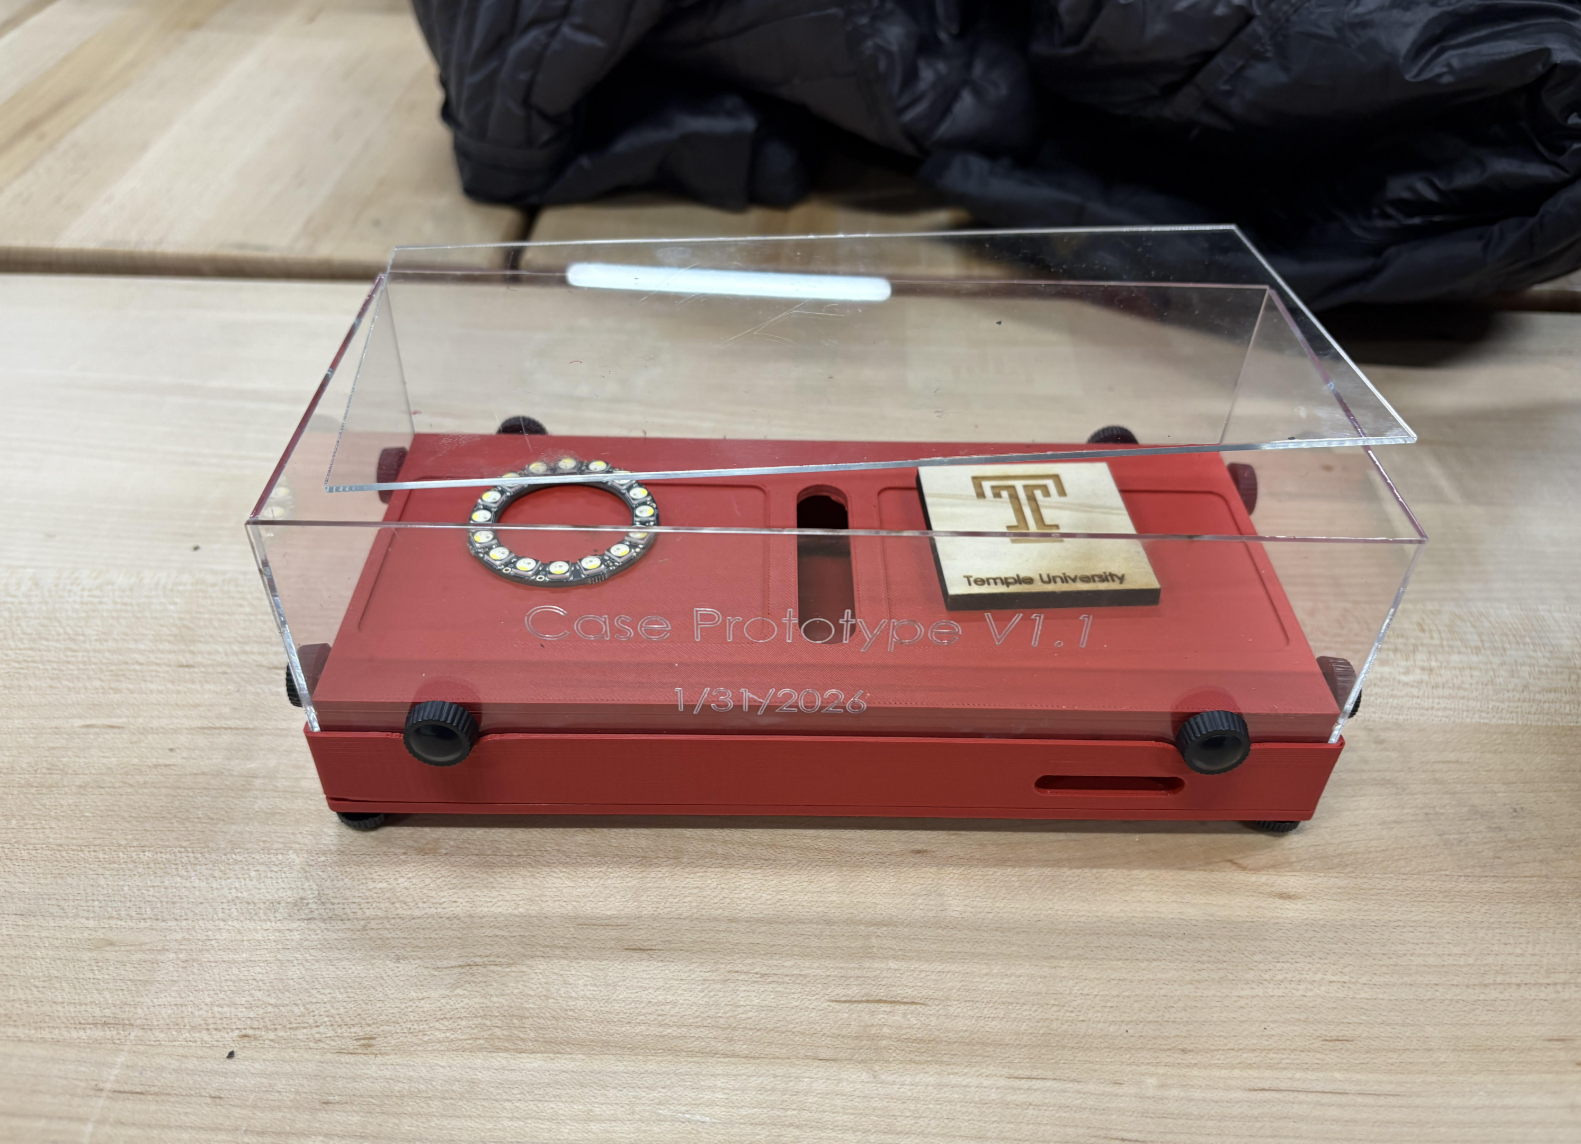 T
Temple University
Case Prototype V1.1
1/31/2026